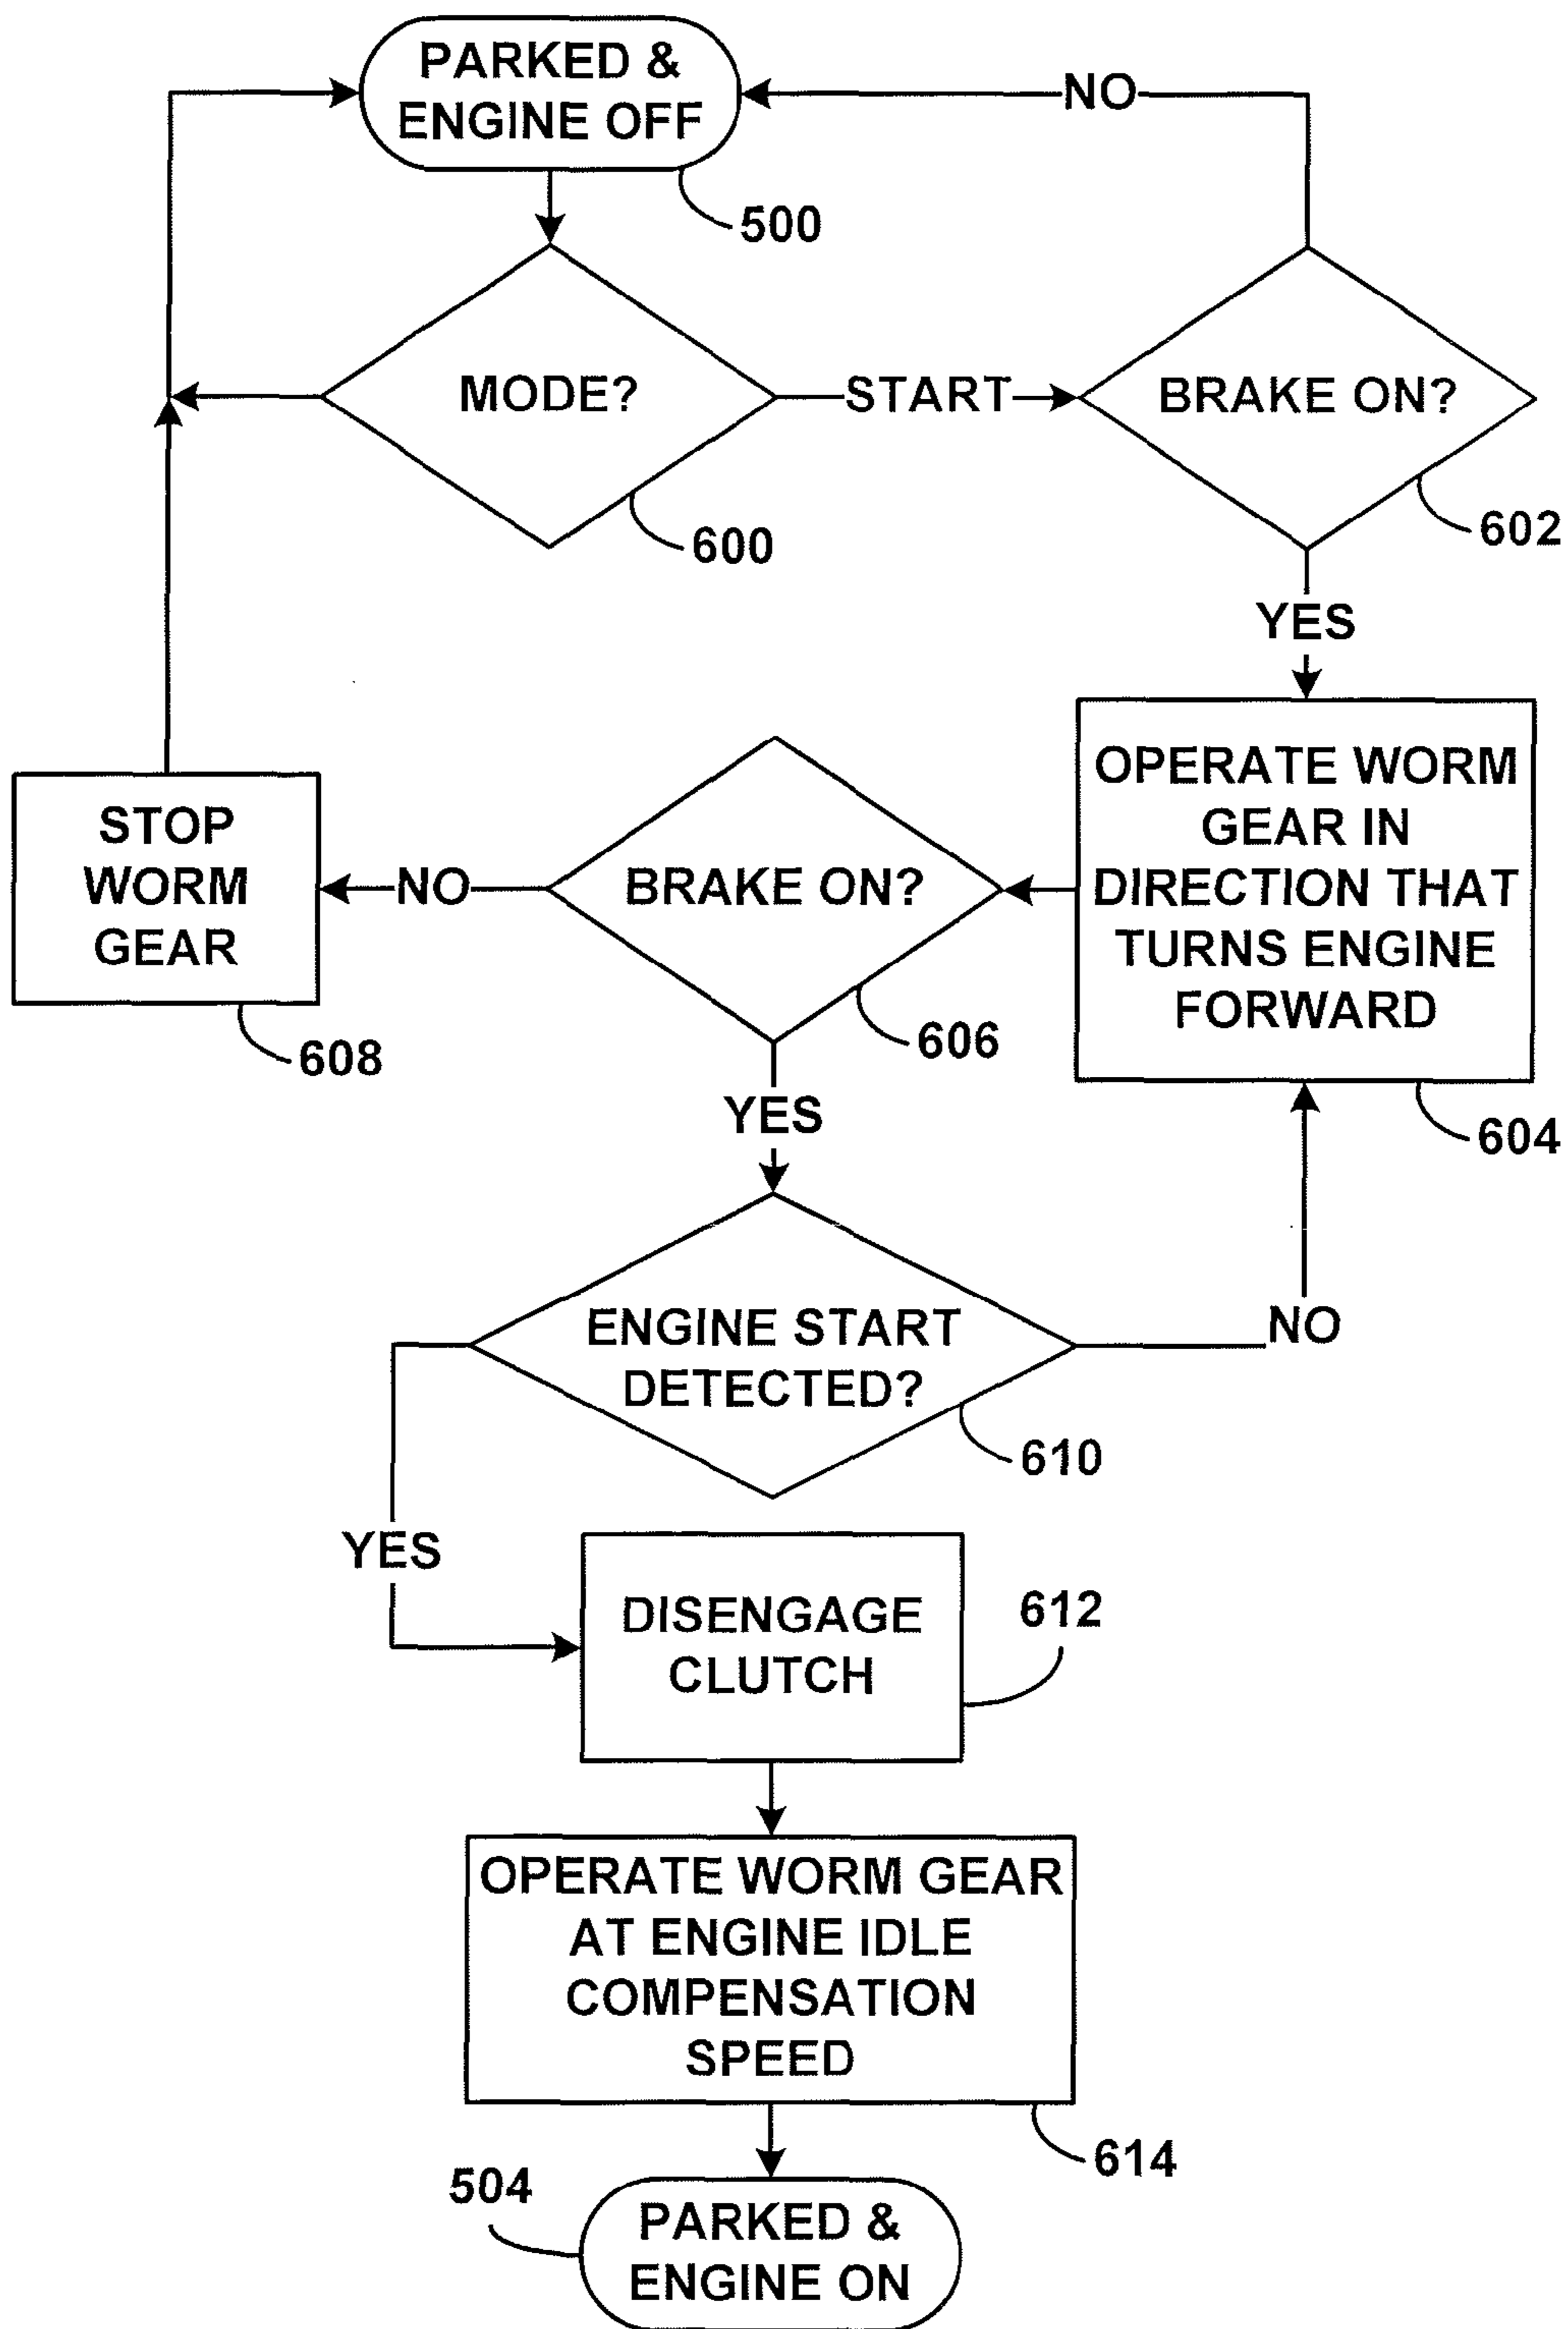 PARKED &
ENGINE OFF
NO
500
MODE?
START
BRAKE ON?
600
602
YES
OPERATE WORM
GEAR IN
DIRECTION THAT
TURNS ENGINE
FORWARD
STOP
WORM
GEAR
NO
BRAKE ON?
606
608
YES
604
ENGINE START
DETECTED?
NO
610
YES
DISENGAGE
CLUTCH
612
OPERATE WORM GEAR
AT ENGINE IDLE
COMPENSATION
SPEED
614
504
PARKED &
ENGINE ON